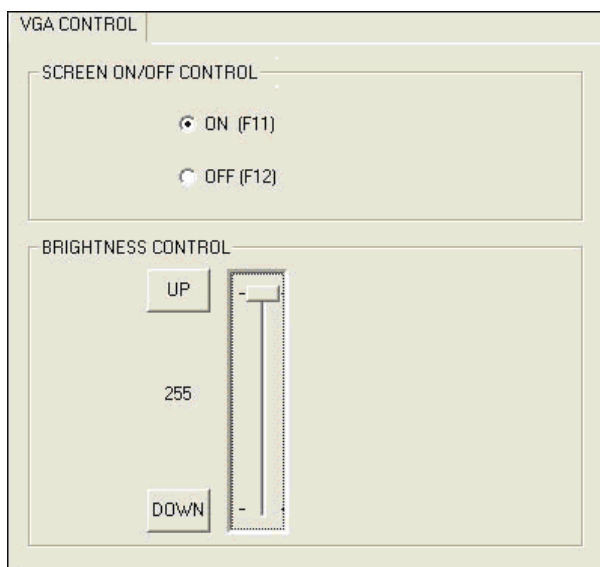 VGA CONTROL
SCREEN ON/OFF CONTROL
ON (F11)
OFF (F12)
BRIGHTNESS CONTROL
UP
255
DOWN